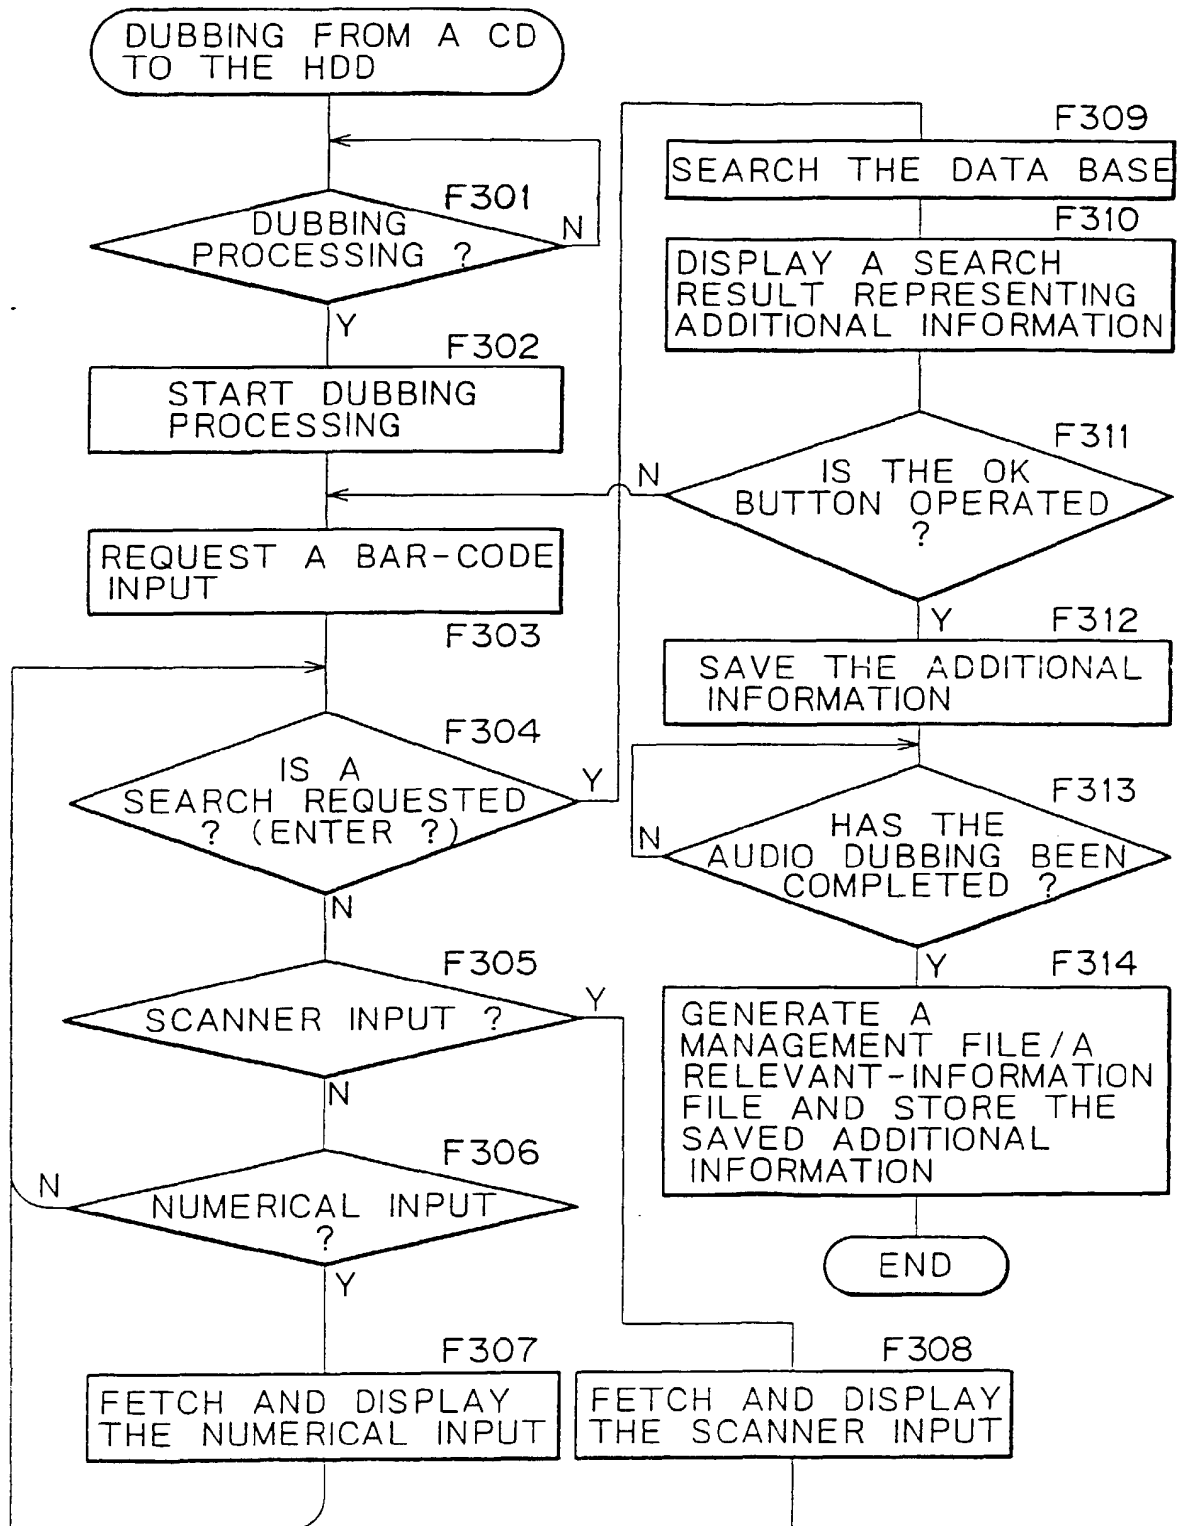 DUBBING FROM A CD
TO THE HDD
F301
DUBBING
PROCESSING ?
N
Y
F302
START DUBBING
PROCESSING
REQUEST A BAR-CODE
INPUT
F303
F304
IS A
SEARCH REQUESTED
? (ENTER ?)
Y
N
F305
SCANNER INPUT ?
Y
N
F306
NUMERICAL INPUT
?
N
Y
F307
FETCH AND DISPLAY
THE NUMERICAL INPUT
F308
FETCH AND DISPLAY
THE SCANNER INPUT
F309
SEARCH THE DATA BASE
F310
DISPLAY A SEARCH
RESULT REPRESENTING
ADDITIONAL INFORMATION
F311
IS THE OK
BUTTON OPERATED
?
N
Y
F312
SAVE THE ADDITIONAL
INFORMATION
F313
HAS THE
AUDIO DUBBING BEEN
COMPLETED ?
N
Y
F314
GENERATE A
MANAGEMENT FILE/A
RELEVANT-INFORMATION
FILE AND STORE THE
SAVED ADDITIONAL
INFORMATION
END